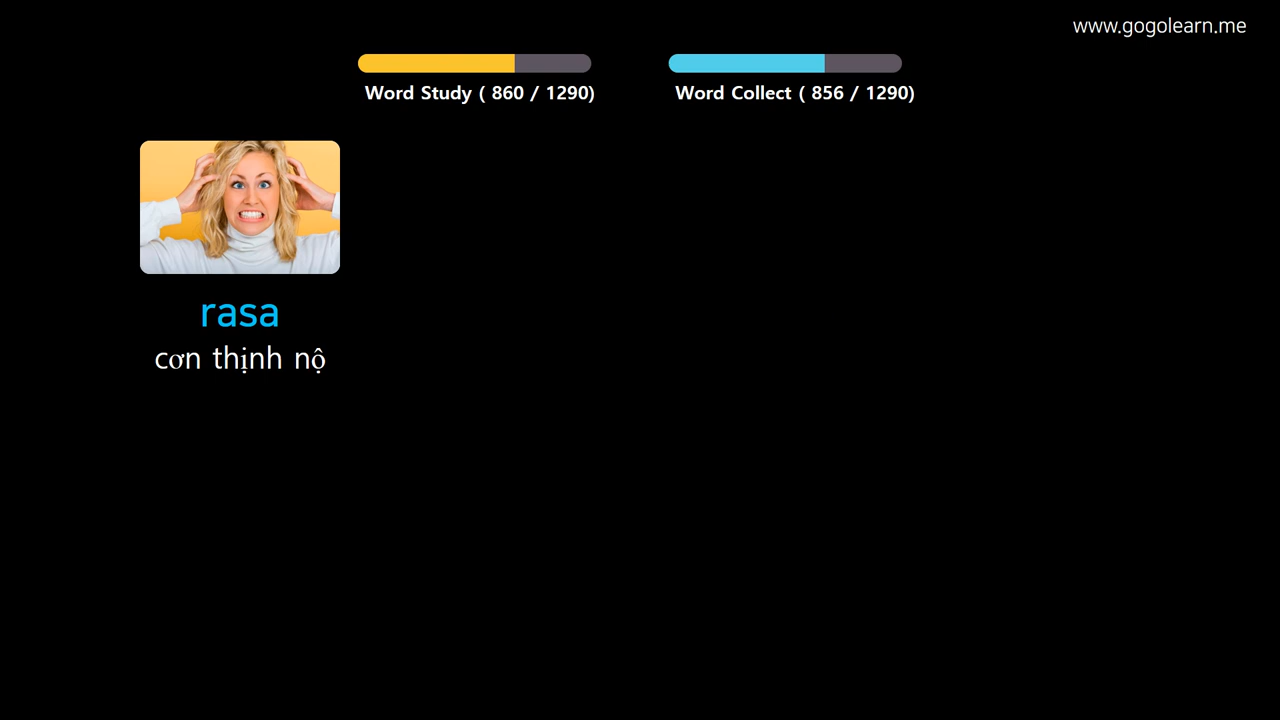 www.gogolearn.me
Word Study ( 860 / 1290)
Word Collect ( 856 / 1290)
rasa
cơn thịnh nộ